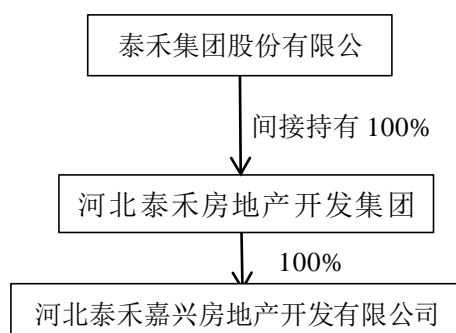 泰禾集团股份有限公
间接持有 100%
河北泰禾房地产开发集团
100%
河北泰禾嘉兴房地产开发有限公司